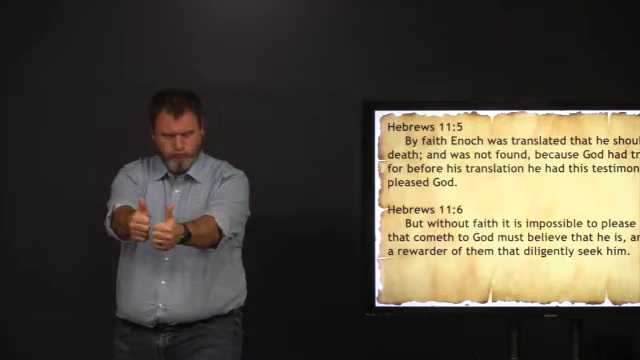 Hebrews 11:5
By faith Enoch was translated that he
death; and was not found, because God had
for before his translation he had this
pleased God.
Hebrews 11:6
But without faith it is impossible to please
that cometh to God must believe that he is,
a rewarder of them that diligently seek him.